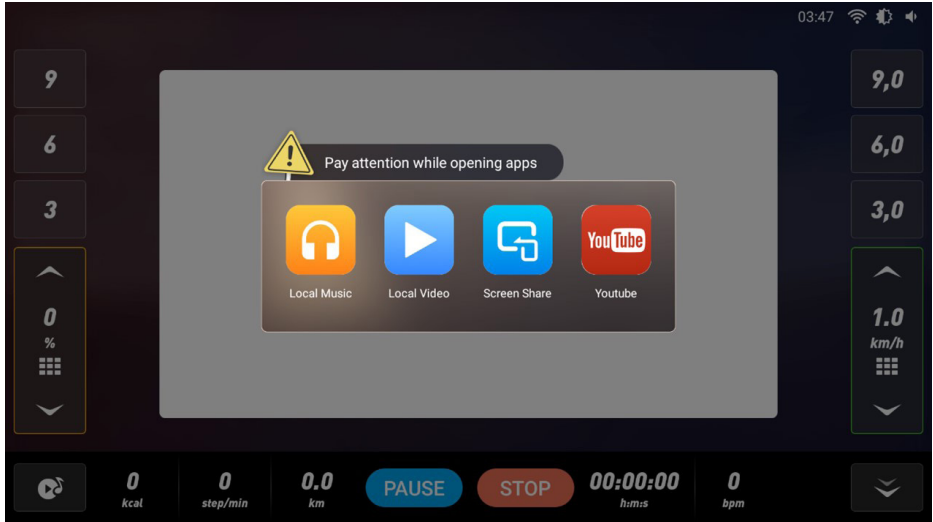 03:47
9
9,0
6
6,0
Pay attention while opening apps
3
3,0
You Tube
Local Music
Local Video
Screen Share
Youtube
0
%
1.0
km/h
0
kcal
0
step/min
0.0
km
PAUSE
STOP
00:00:00
h:m:s
0
bpm